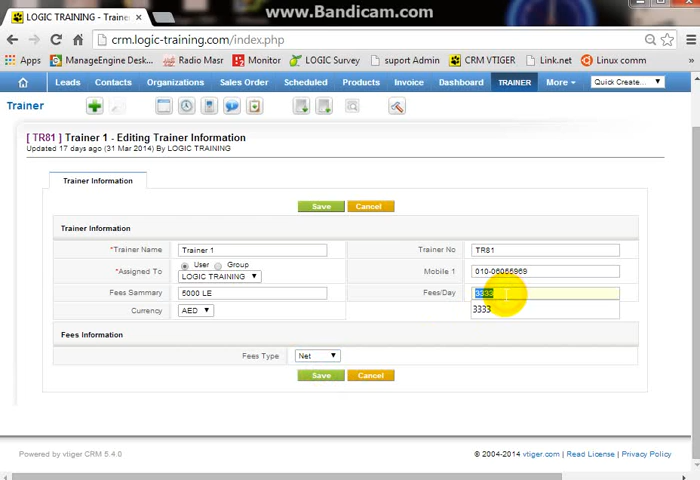 www.Bandicam.com
LOGIC TRAINING - Trainer
crm.logic-training.com/index.php
Apps ManageEngine Desk... Radio Masr Monitor LOGIC Survey suport Admin Link.net CRM VTIGER Linux comm
Leads Contacts Organizations Sales Order Scheduled Products Invoice Dashboard TRAINER More Quick Create...
Trainer
[ TR81 ] Trainer 1 - Editing Trainer Information
Updated 17 days ago (31 Mar 2014) By LOGIC TRAINING
Trainer Information
Save Cancel
Trainer Information
*Trainer Name Trainer 1 Trainer No TR81
*Assigned To User Group LOGIC TRAINING Mobile 1 010-06055969
Fees Summary 5000 LE Fees/Day 3333
Currency AED 3333
Fees Information
Fees Type Net
Save Cancel
Powered by vtiger CRM 5.4.0 © 2004-2014 vtiger.com | Read License | Privacy Policy